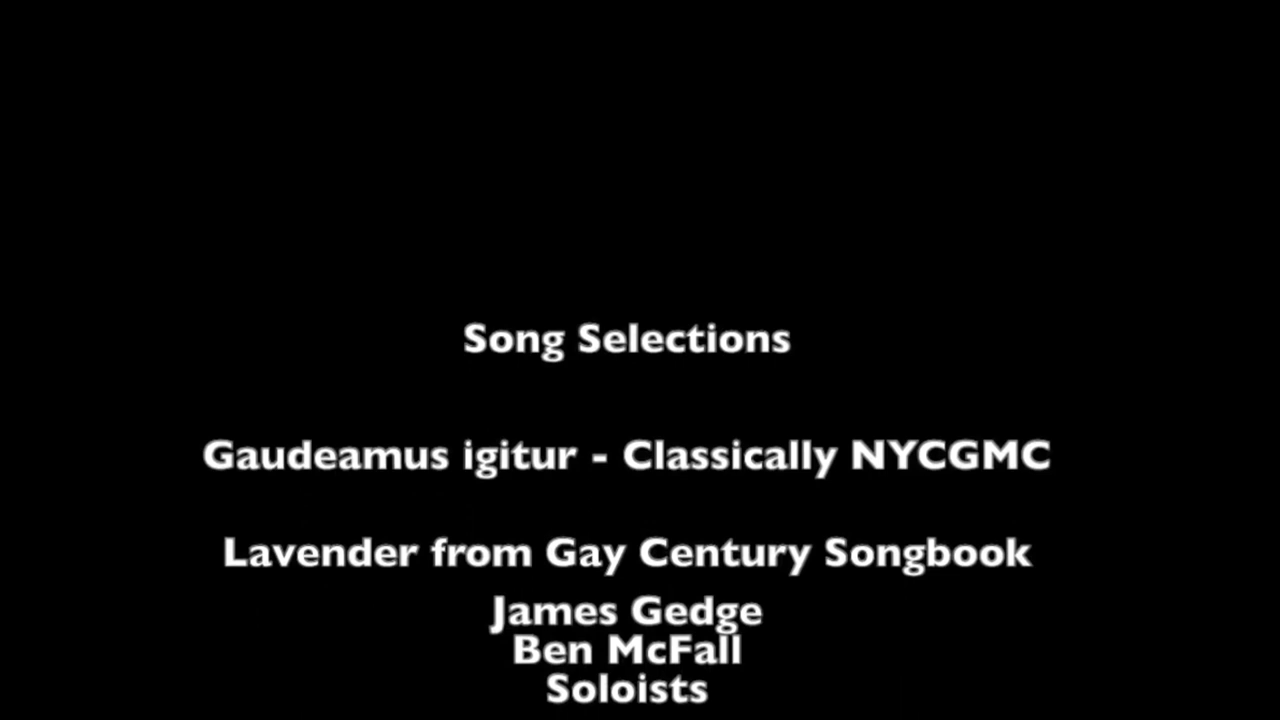 Song Selections
Gaudeamus igitur - Classically NYCGMC
Lavender from Gay Century Songbook
James Gedge
Ben McFall
Soloists